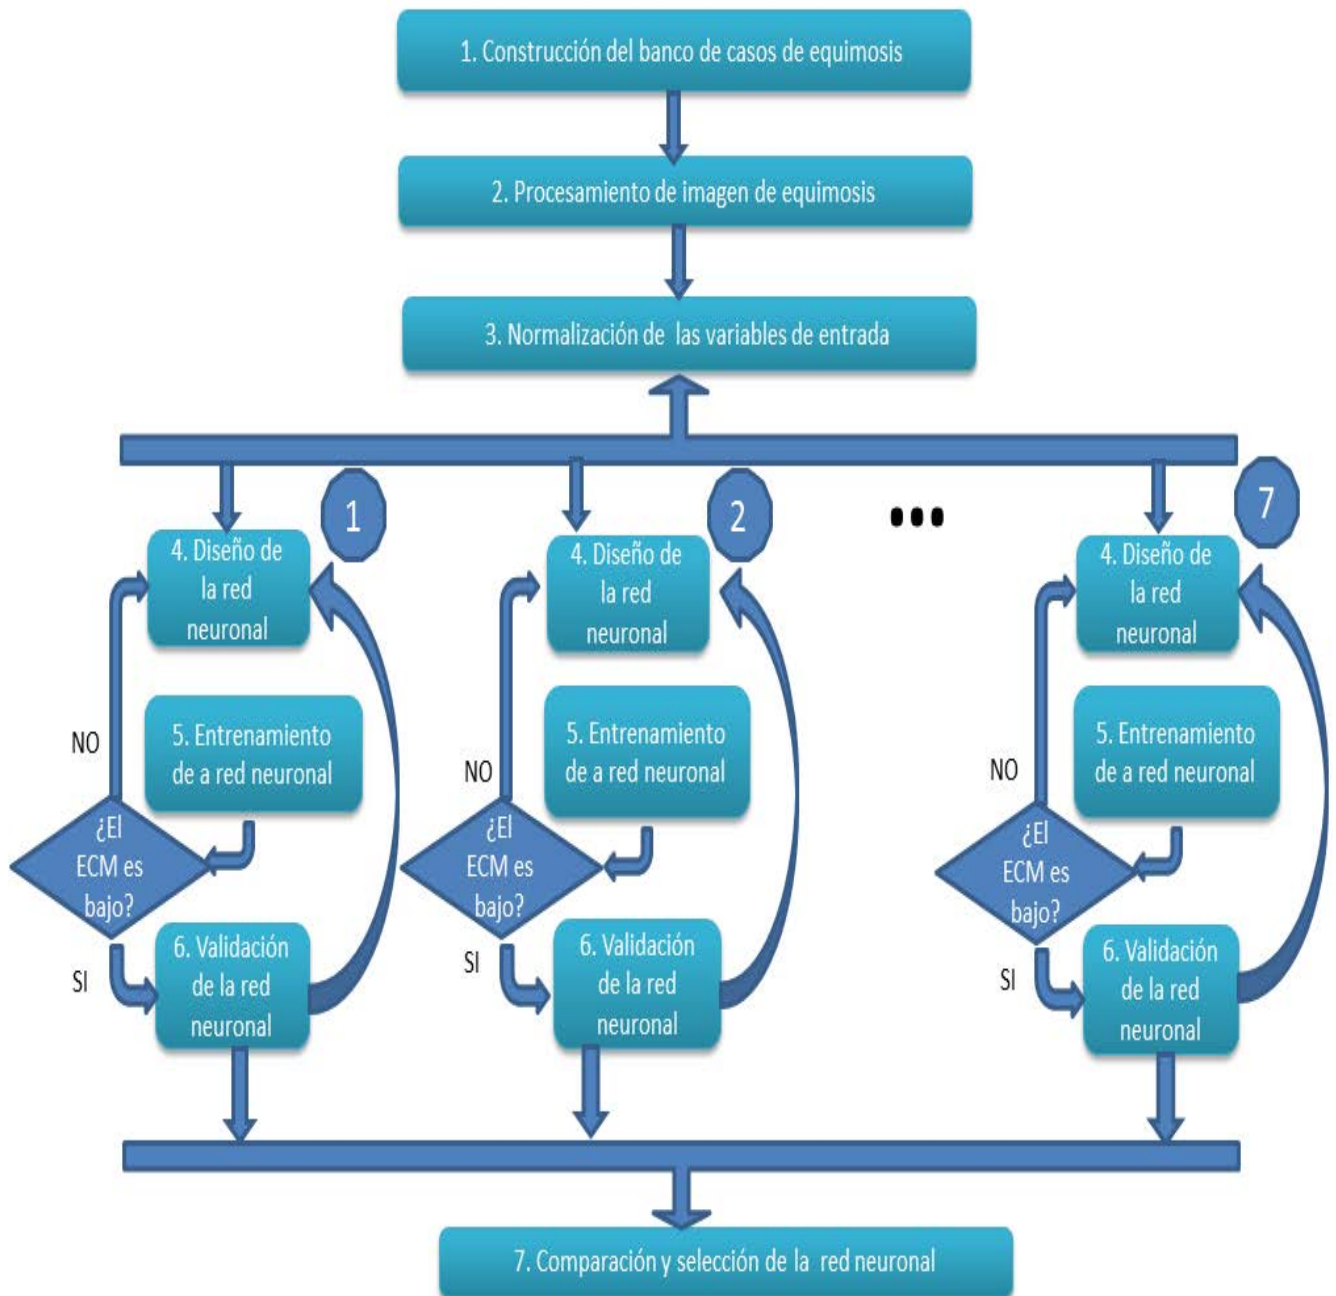 1. Construcción del banco de casos de equimosis
2. Procesamiento de imagen de equimosis
3. Normalización de las variables de entrada
1
4. Diseño de
la red
neuronal
NO
5. Entrenamiento
de a red neuronal
¿El
ECM es
bajo?
SI
6. Validación
de la red
neuronal
2
4. Diseño de
la red
neuronal
NO
5. Entrenamiento
de a red neuronal
¿El
ECM es
bajo?
SI
6. Validación
de la red
neuronal
...
7
4. Diseño de
la red
neuronal
NO
5. Entrenamiento
de a red neuronal
¿El
ECM es
bajo?
SI
6. Validación
de la red
neuronal
7. Comparación y selección de la red neuronal